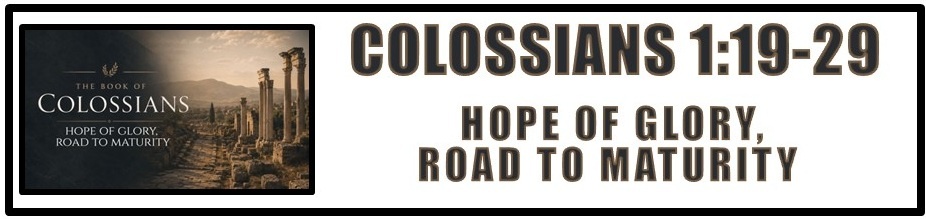 THE BOOK OF
COLOSSIANS
HOPE OF GLORY,
ROAD TO MATURITY
COLOSSIANS 1:19-29
HOPE OF GLORY,
ROAD TO MATURITY